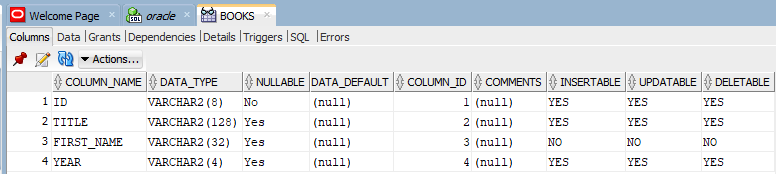 Welcome Page oracle BOOKS
Columns Data Grants Dependencies Details Triggers SQL Errors
Actions...
COLUMN_NAME DATA_TYPE NULLABLE DATA_DEFAULT COLUMN_ID COMMENTS INSERTABLE UPDATABLE DELETABLE
1 ID VARCHAR2(8) No (null) 1 (null) YES YES YES
2 TITLE VARCHAR2(128) Yes (null) 2 (null) YES YES YES
3 FIRST_NAME VARCHAR2(32) Yes (null) 3 (null) NO NO NO
4 YEAR VARCHAR2(4) Yes (null) 4 (null) YES YES YES